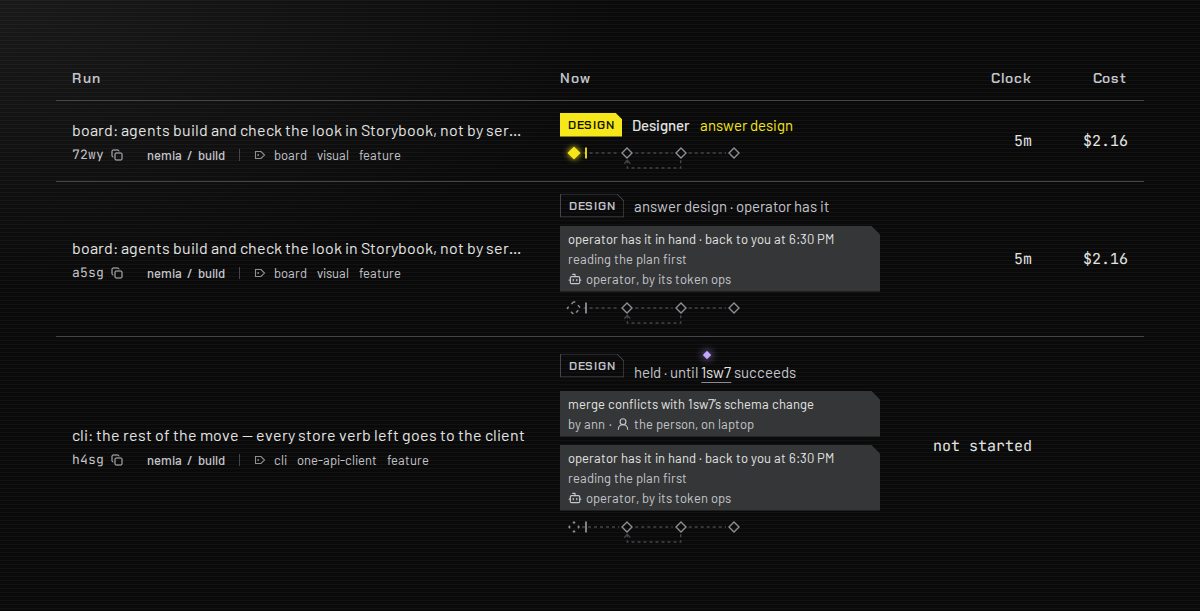 Run Now Clock Cost
board: agents build and check the look in Storybook, not by ser...
72wy nemla / build board visual feature
DESIGN Designer answer design
5m $2.16
board: agents build and check the look in Storybook, not by ser...
a5sg nemla / build board visual feature
DESIGN answer design · operator has it
operator has it in hand · back to you at 6:30 PM
reading the plan first
operator, by its token ops
5m $2.16
cli: the rest of the move — every store verb left goes to the client
h4sg nemla / build cli one-api-client feature
DESIGN held · until 1sw7 succeeds
merge conflicts with 1sw7's schema change
by ann · the person, on laptop
operator has it in hand · back to you at 6:30 PM
reading the plan first
operator, by its token ops
not started